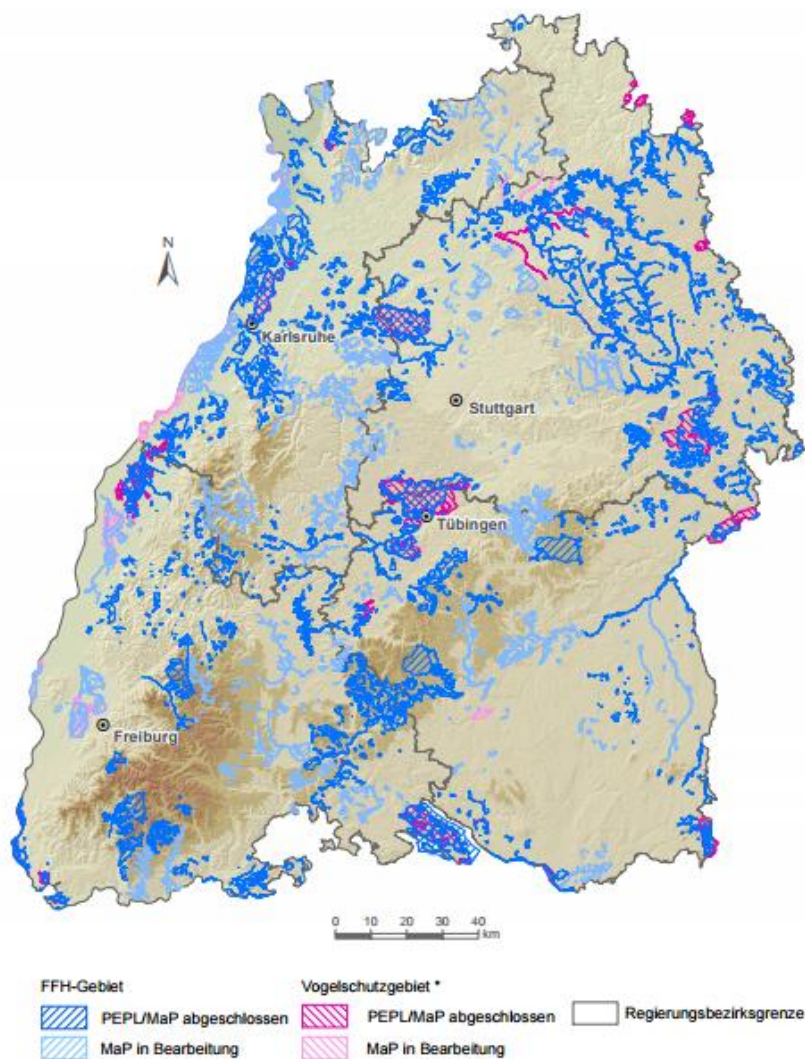 N
Karlsruhe
Stuttgart
Tübingen
Freiburg
0 10 20 30 40
km
FFH-Gebiet
PEPL/MaP abgeschlossen
MaP in Bearbeitung
Vogelschutzgebiet *
PEPL/MaP abgeschlossen
MaP in Bearbeitung
Regierungsbezirksgrenze